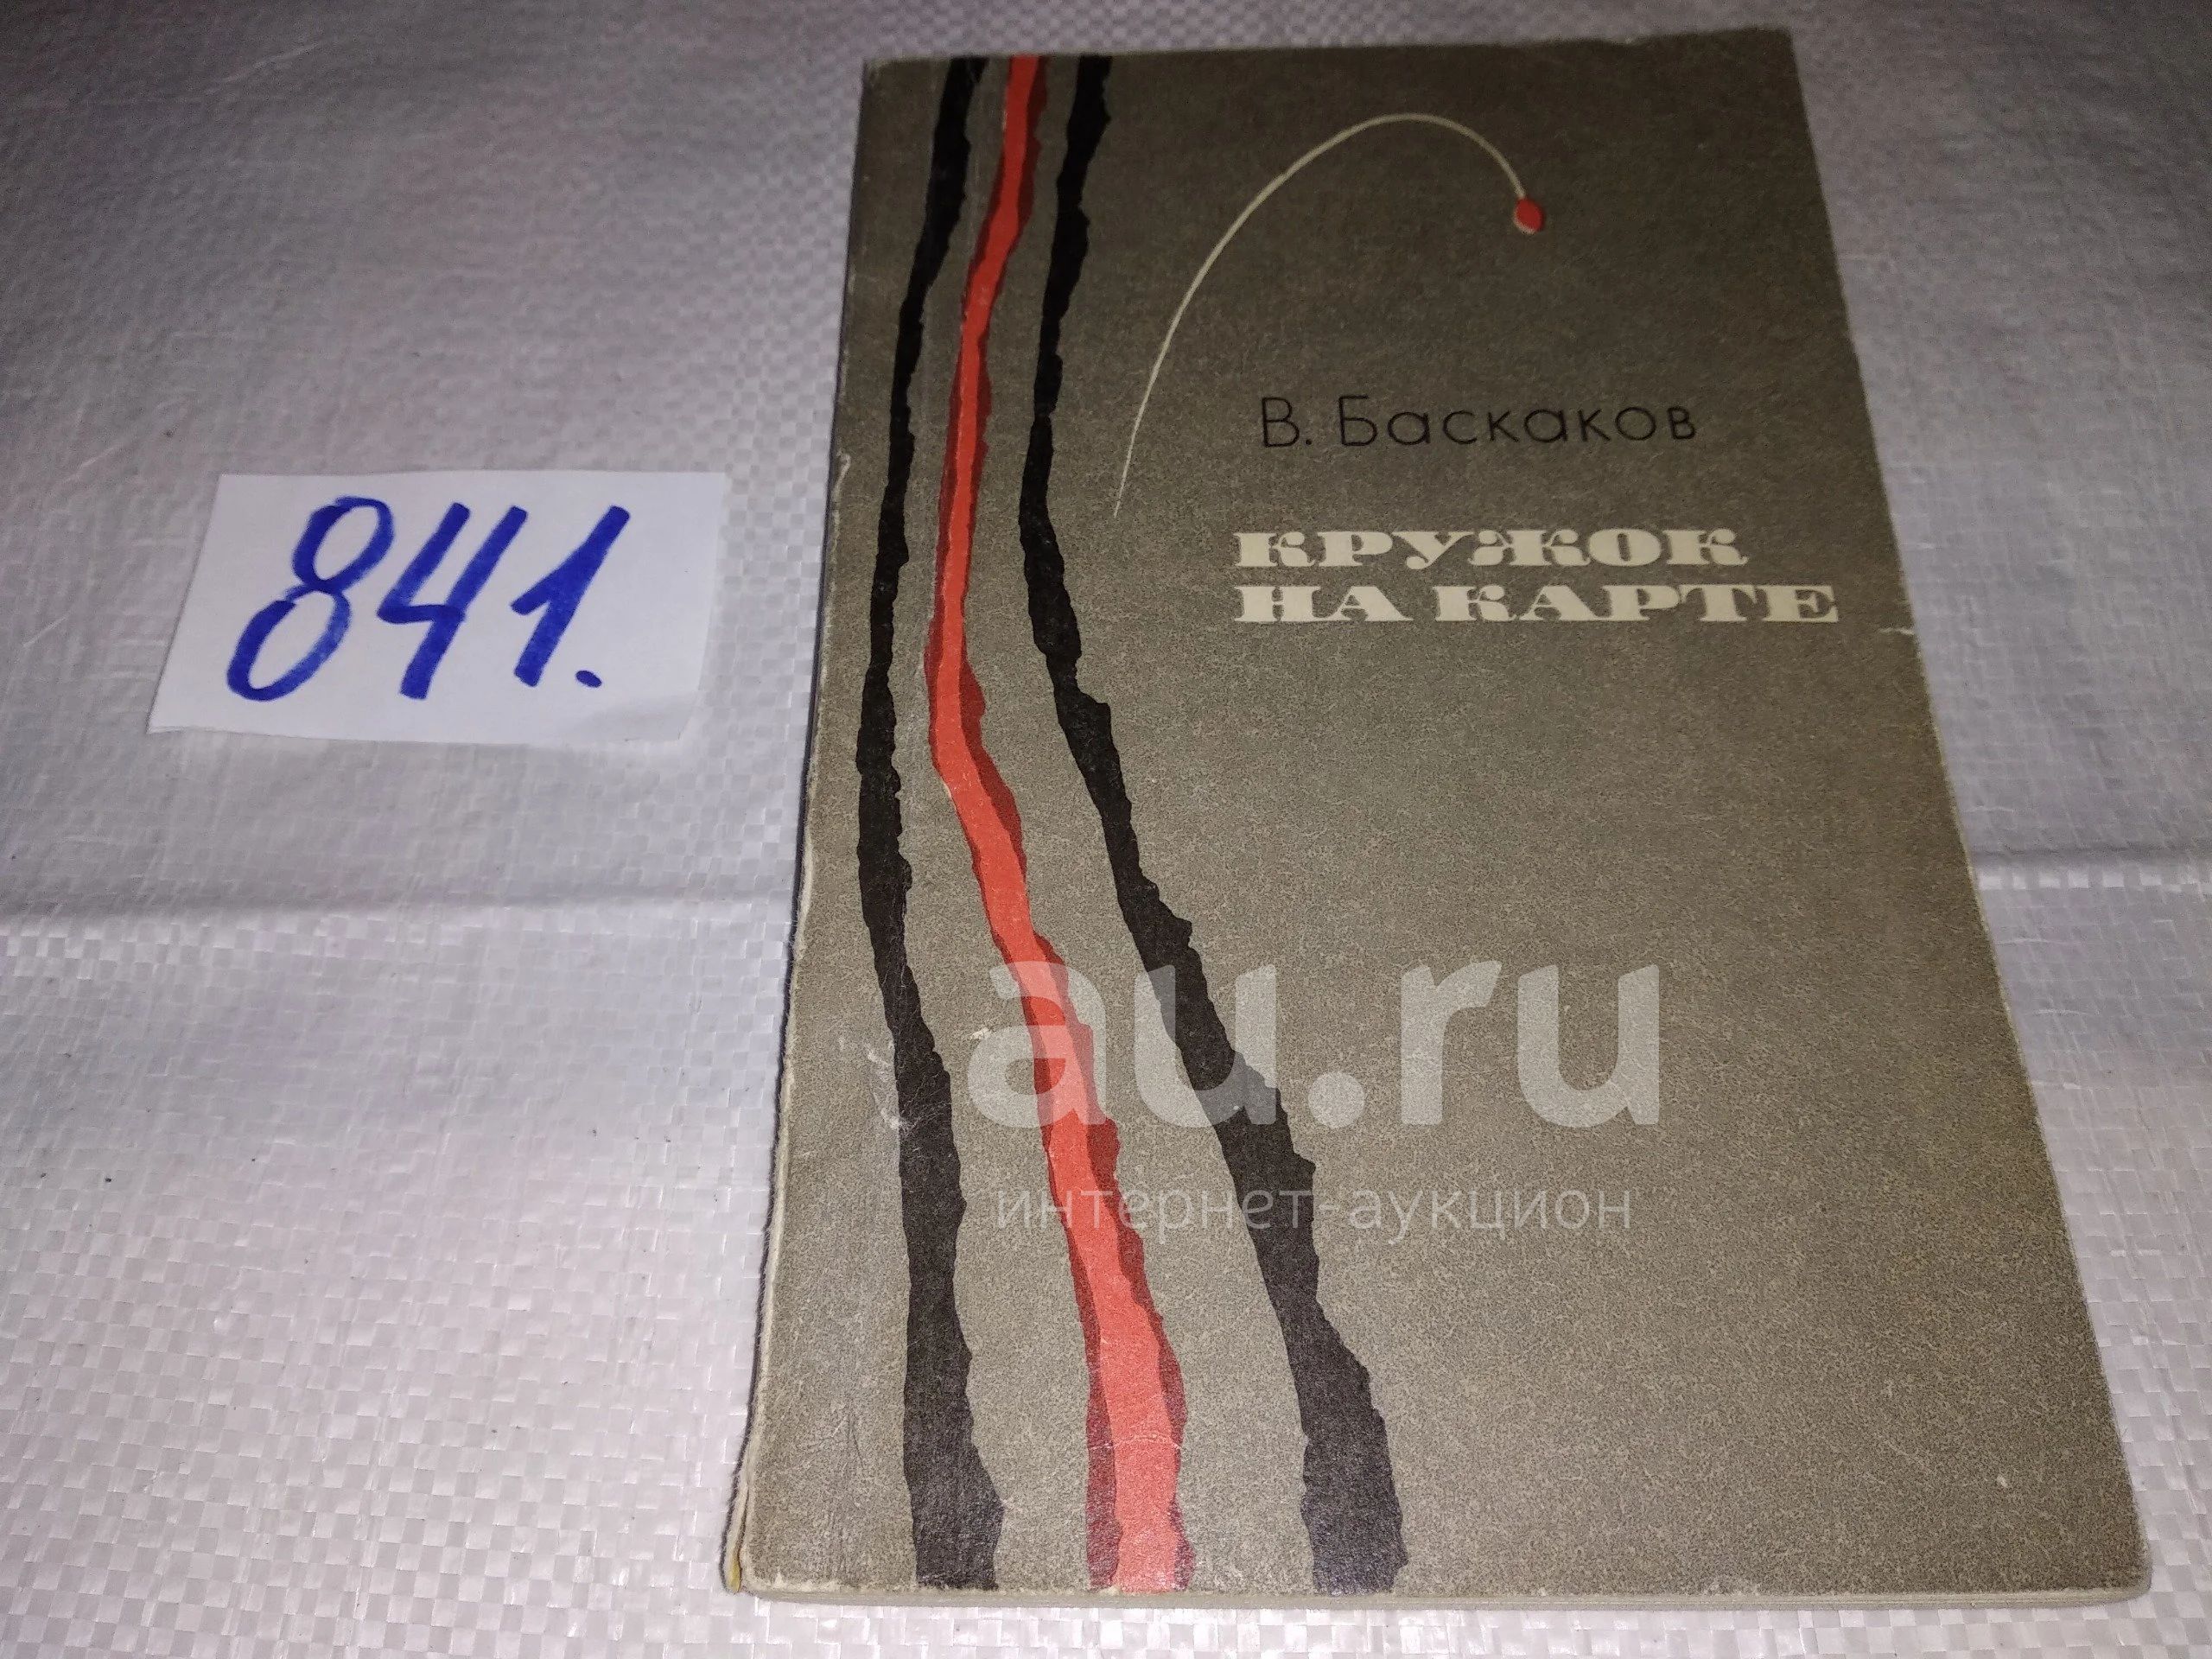 841.
В. Баскаков
КРУЖОК
НА КАРТЕ
au.ru
интернет-аукцион